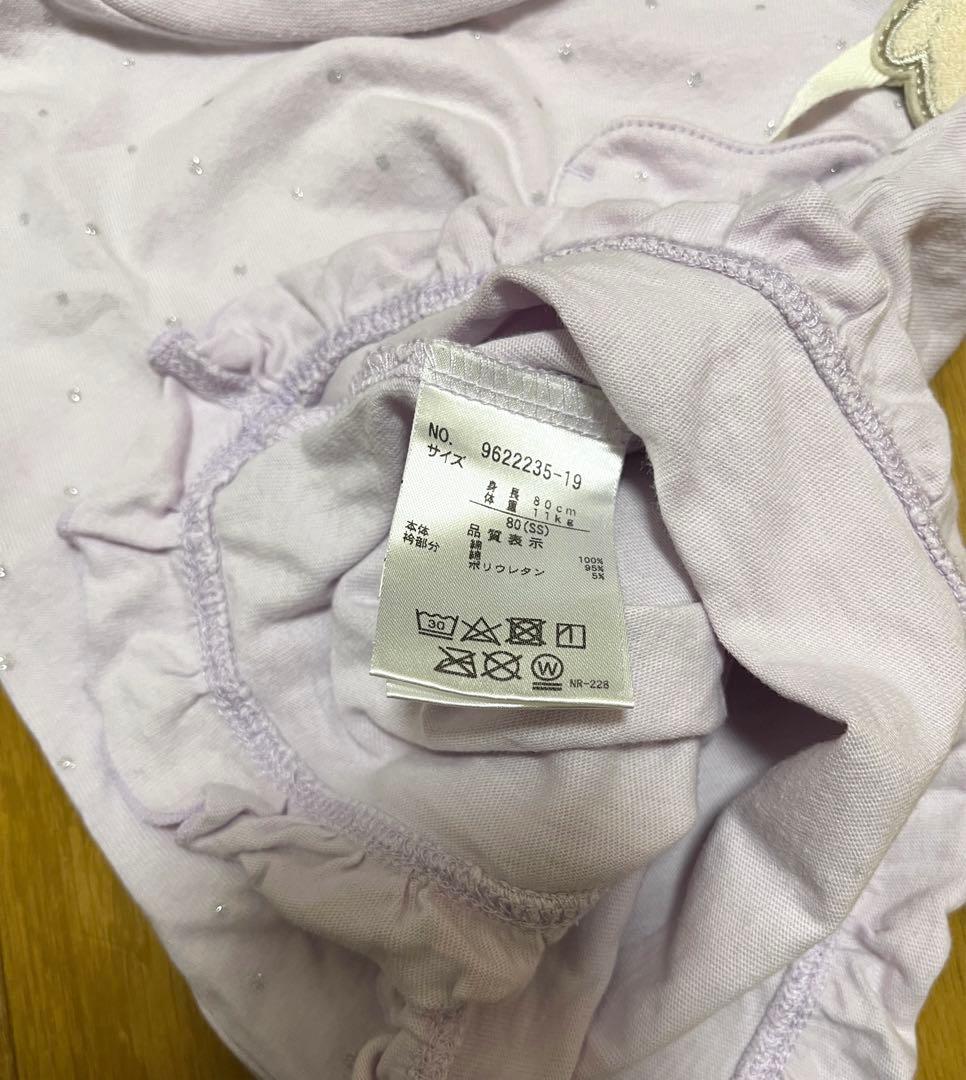 NO. 9622235-19
サイズ
身長 80cm
体重 11kg
80(SS)
品質表示
本体 綿 100%
衿部分 綿 95%
ポリウレタン 5%
30 1
W NR-228